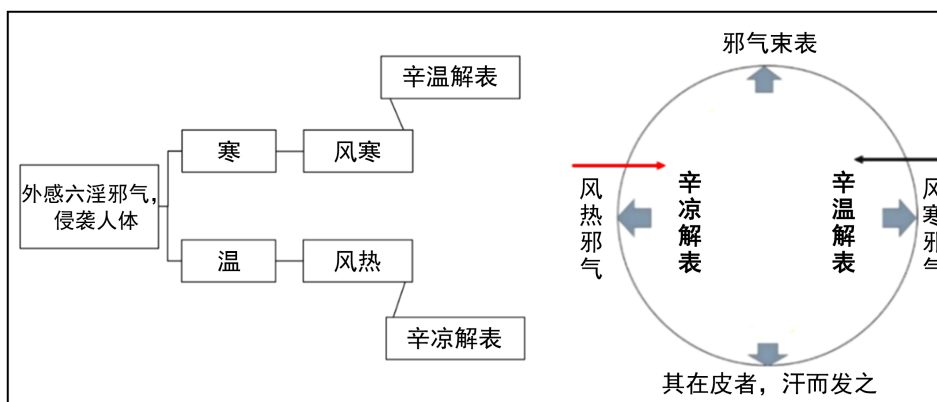 辛温解表
寒
风寒
外感六淫邪气，
侵袭人体
温
风热
辛凉解表
邪气束表
风热邪气
辛凉解表
辛温解表
风寒邪气
其在皮者，汗而发之